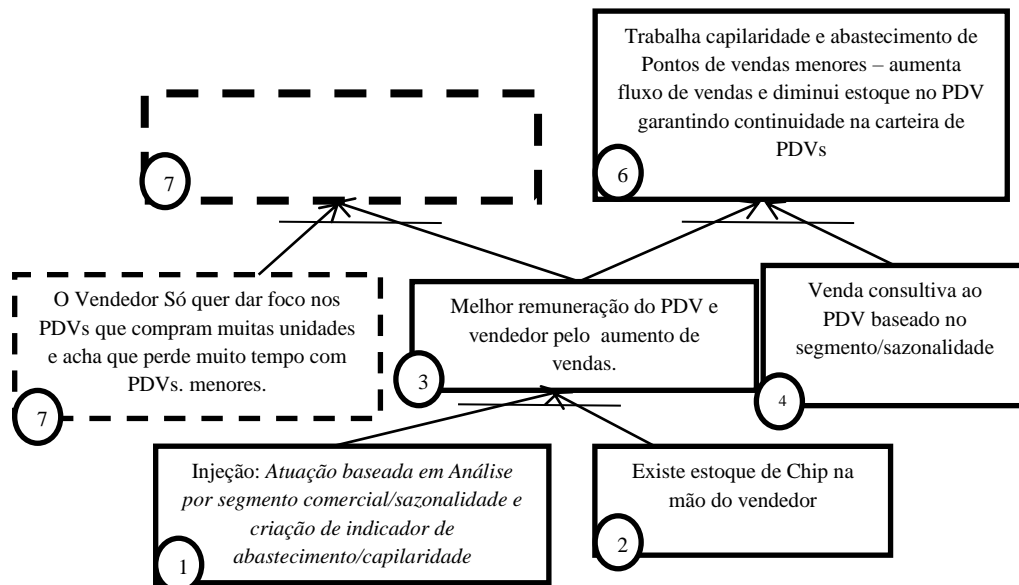 Trabalha capilaridade e abastecimento de
Pontos de vendas menores – aumenta
fluxo de vendas e diminui estoque no PDV
garantindo continuidade na carteira de
PDVs
7
6
O Vendedor Só quer dar foco nos
PDVs que compram muitas unidades
e acha que perde muito tempo com
PDVs. menores.
7
Melhor remuneração do PDV e
vendedor pelo aumento de
vendas.
3
Venda consultiva ao
PDV baseado no
segmento/sazonalidade
4
Injeção: Atuação baseada em Análise
por segmento comercial/sazonalidade e
criação de indicador de
abastecimento/capilaridade
1
Existe estoque de Chip na
mão do vendedor
2